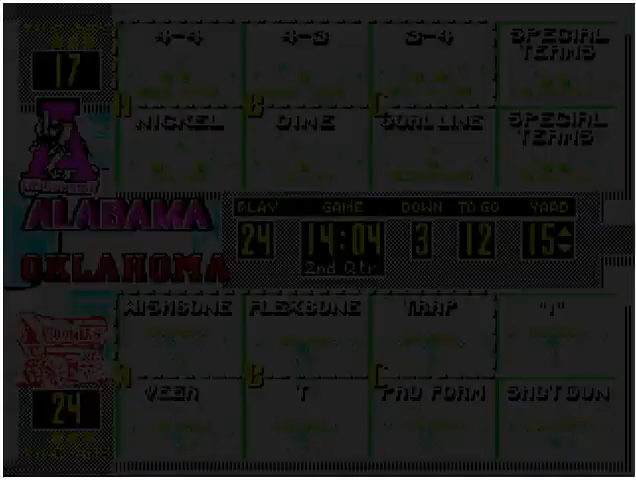 17
4-4
4-3
3-4
SPECIAL
TEAMS
A
B
C
NICKEL
DIME
GOAL LINE
SPECIAL
TEAMS
A
ALABAMA
PLAY GAME DOWN TO GO YARD
24 14:04 3 12 15
2nd Qtr
OKLAHOMA
WISHBONE
FLEXBONE
TRAP
"I"
SOONERS
A
B
C
VEER
T
PRO FORM
SHOTGUN
24